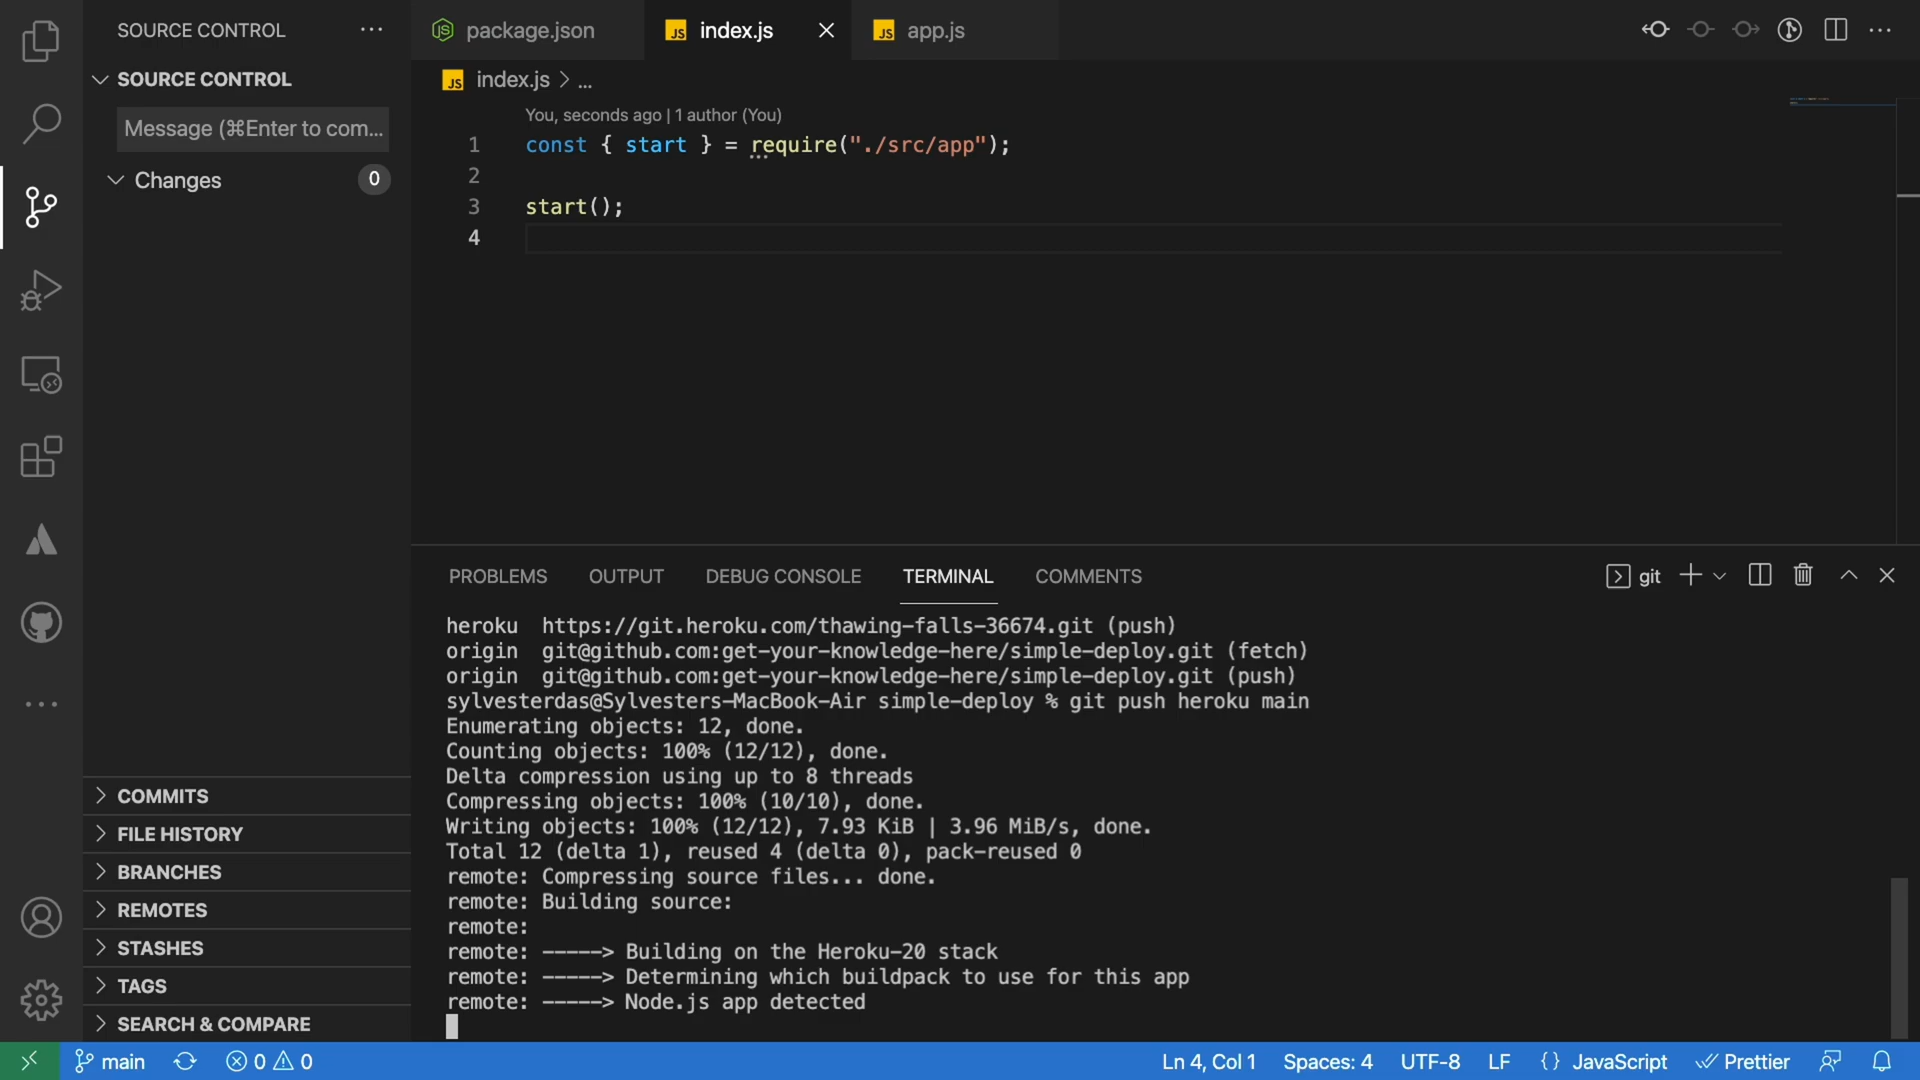 SOURCE CONTROL
SOURCE CONTROL
Message (⌘Enter to com...
Changes
0
COMMITS
FILE HISTORY
BRANCHES
REMOTES
STASHES
TAGS
SEARCH & COMPARE
package.json
JS index.js
JS app.js
JS index.js > ...
You, seconds ago | 1 author (You)
1 const { start } = require("./src/app");
2
3 start();
4
PROBLEMS OUTPUT DEBUG CONSOLE TERMINAL COMMENTS
git
heroku https://git.heroku.com/thawing-falls-36674.git (push)
origin git@github.com:get-your-knowledge-here/simple-deploy.git (fetch)
origin git@github.com:get-your-knowledge-here/simple-deploy.git (push)
sylvesterdas@Sylvesters-MacBook-Air simple-deploy % git push heroku main
Enumerating objects: 12, done.
Counting objects: 100% (12/12), done.
Delta compression using up to 8 threads
Compressing objects: 100% (10/10), done.
Writing objects: 100% (12/12), 7.93 KiB | 3.96 MiB/s, done.
Total 12 (delta 1), reused 4 (delta 0), pack-reused 0
remote: Compressing source files... done.
remote: Building source:
remote:
remote: -----> Building on the Heroku-20 stack
remote: -----> Determining which buildpack to use for this app
remote: -----> Node.js app detected
main 0 0 Ln 4, Col 1 Spaces: 4 UTF-8 LF {} JavaScript Prettier